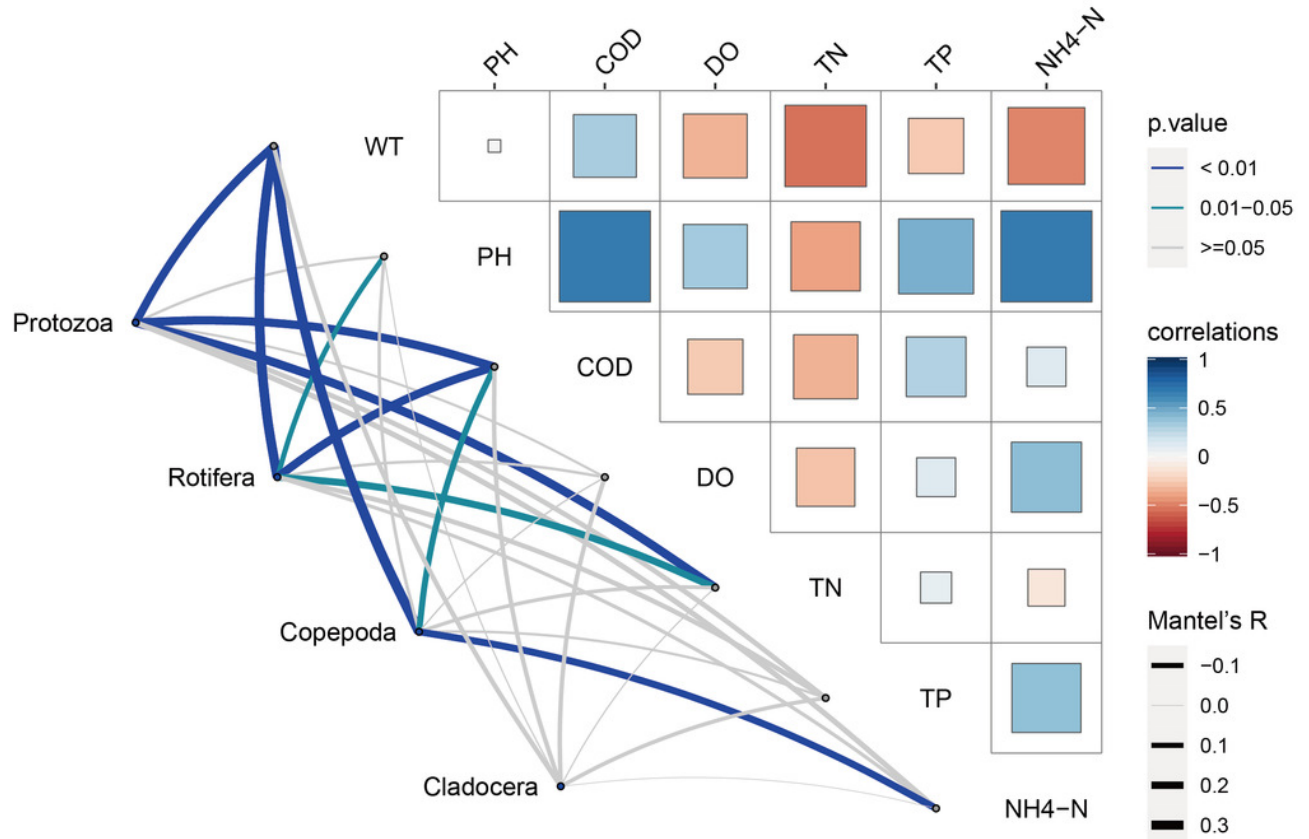 PH COD DO TN TP NH4−N
WT
PH
COD
DO
TN
TP
NH4−N
Protozoa
Rotifera
Copepoda
Cladocera
p.value
< 0.01
0.01−0.05
>=0.05
correlations
1
0.5
0
−0.5
−1
Mantel’s R
−0.1
0.0
0.1
0.2
0.3